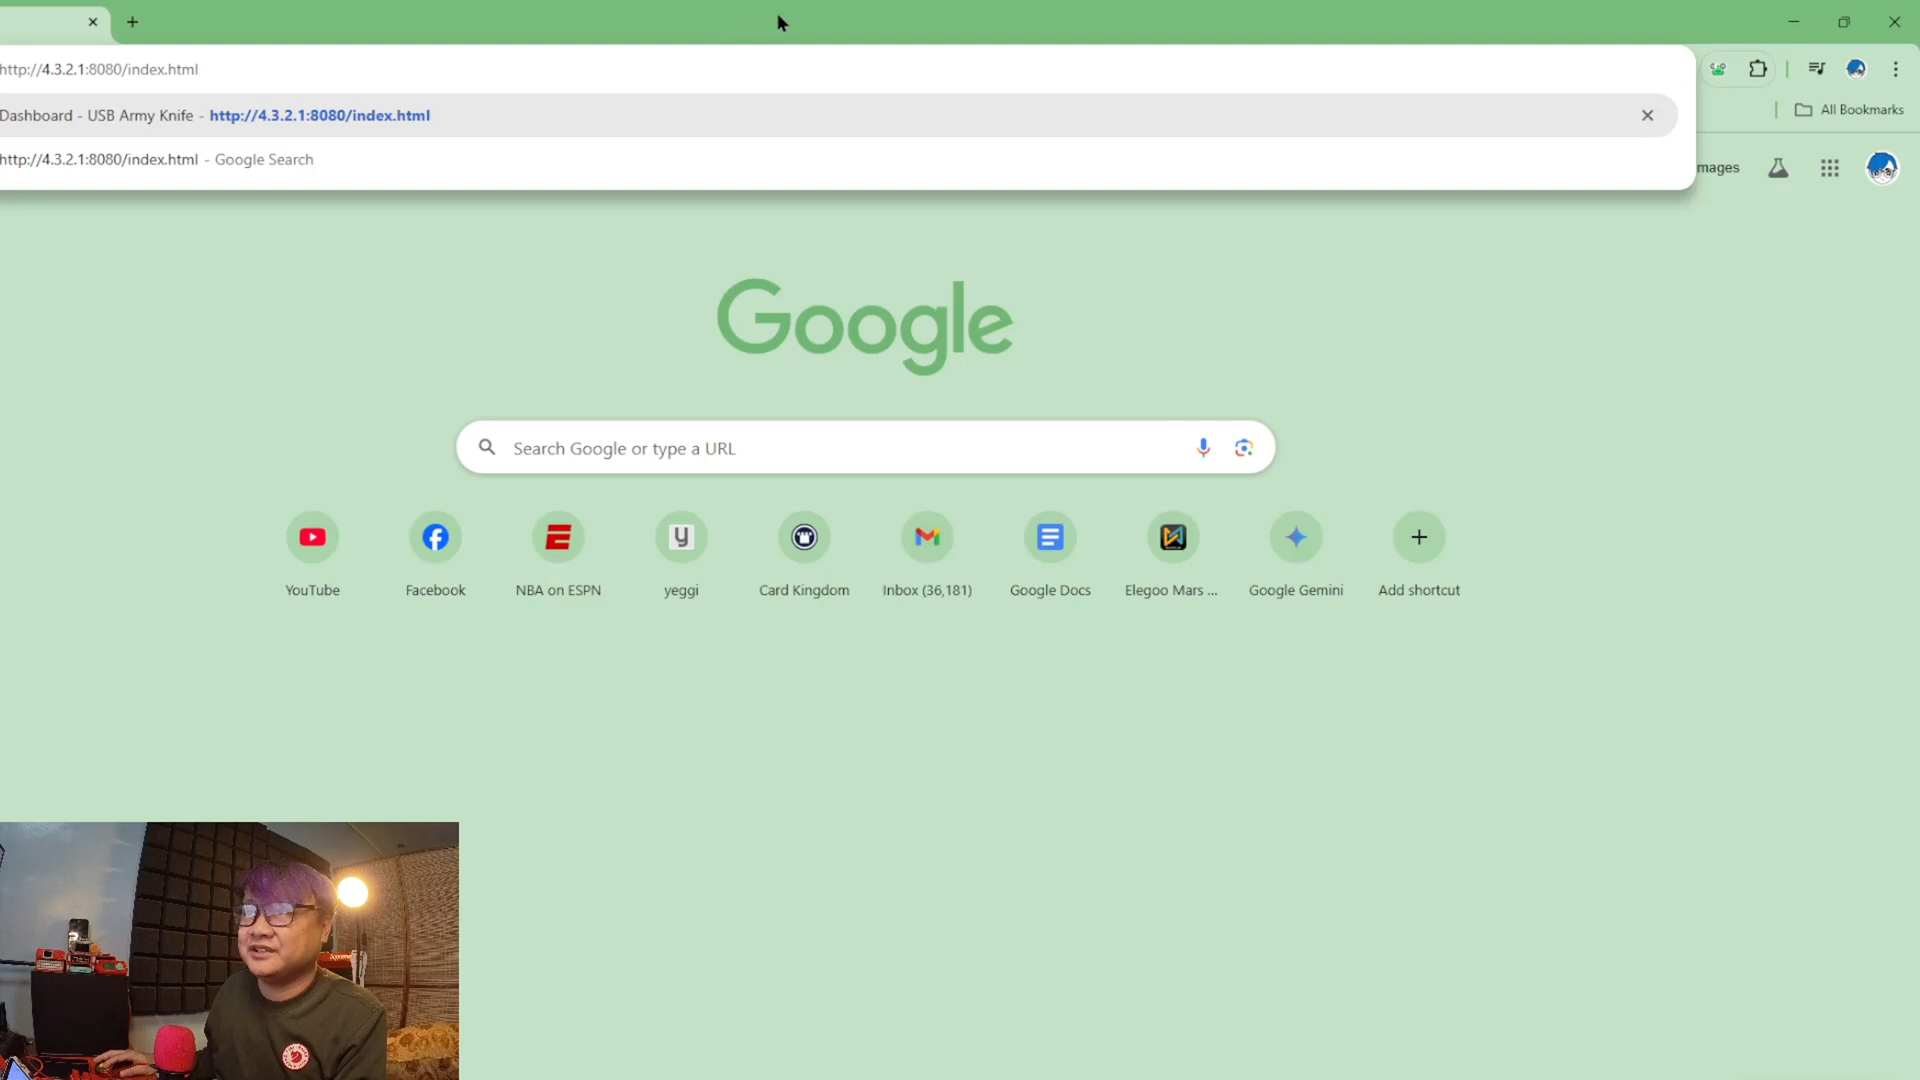 http://4.3.2.1:8080/index.html
Dashboard - USB Army Knife - http://4.3.2.1:8080/index.html
http://4.3.2.1:8080/index.html - Google Search
All Bookmarks
mages
Google
Search Google or type a URL
YouTube
Facebook
NBA on ESPN
yeggi
Card Kingdom
Inbox (36,181)
Google Docs
Elegoo Mars ...
Google Gemini
Add shortcut
Supreme